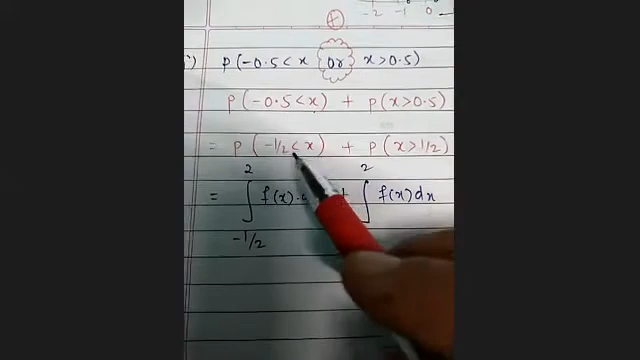 +
-2 -1 0
) P(-0.5<x or x>0.5)
P(-0.5<x) + P(x>0.5)
= P(-1/2<x) + P(x>1/2)
2 2
= ∫ f(x). + ∫ f(x)dx
-1/2